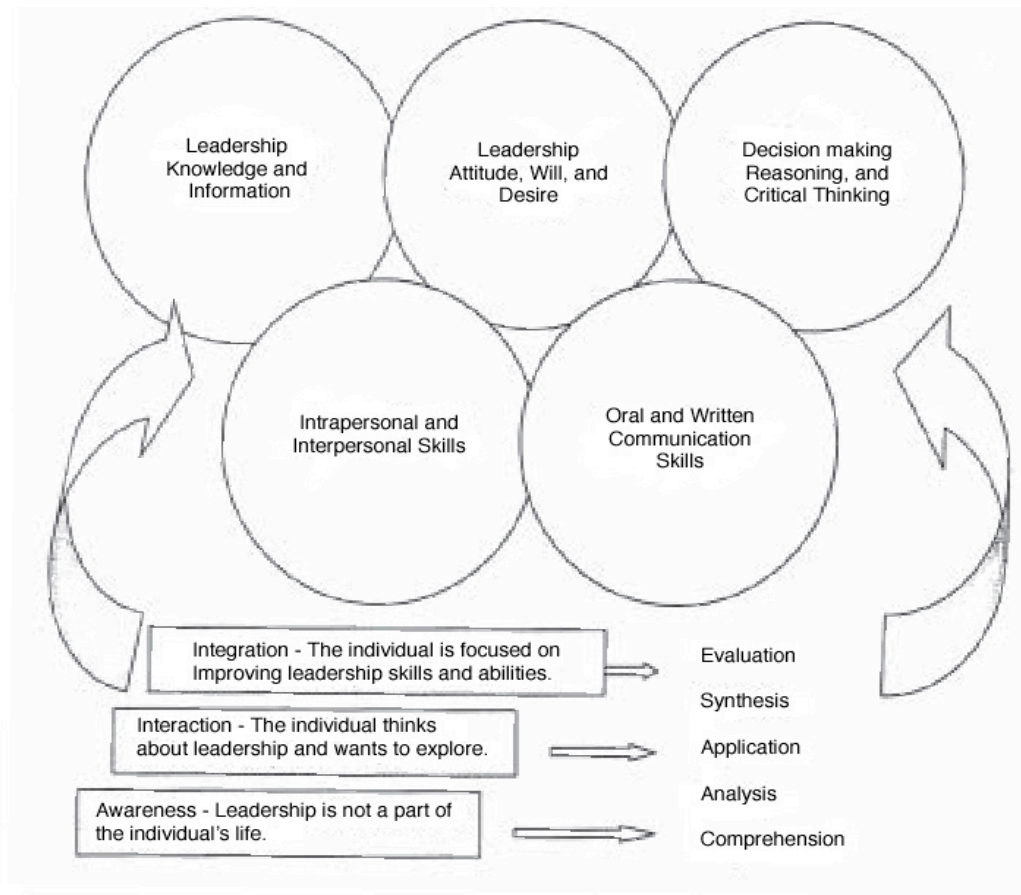 Leadership
Knowledge and
Information
Leadership
Attitude, Will, and
Desire
Decision making
Reasoning, and
Critical Thinking
Intrapersonal and
Interpersonal Skills
Oral and Written
Communication
Skills
Integration - The individual is focused on
Improving leadership skills and abilities.
Interaction - The individual thinks
about leadership and wants to explore.
Awareness - Leadership is not a part of
the individual's life.
Evaluation
Synthesis
Application
Analysis
Comprehension